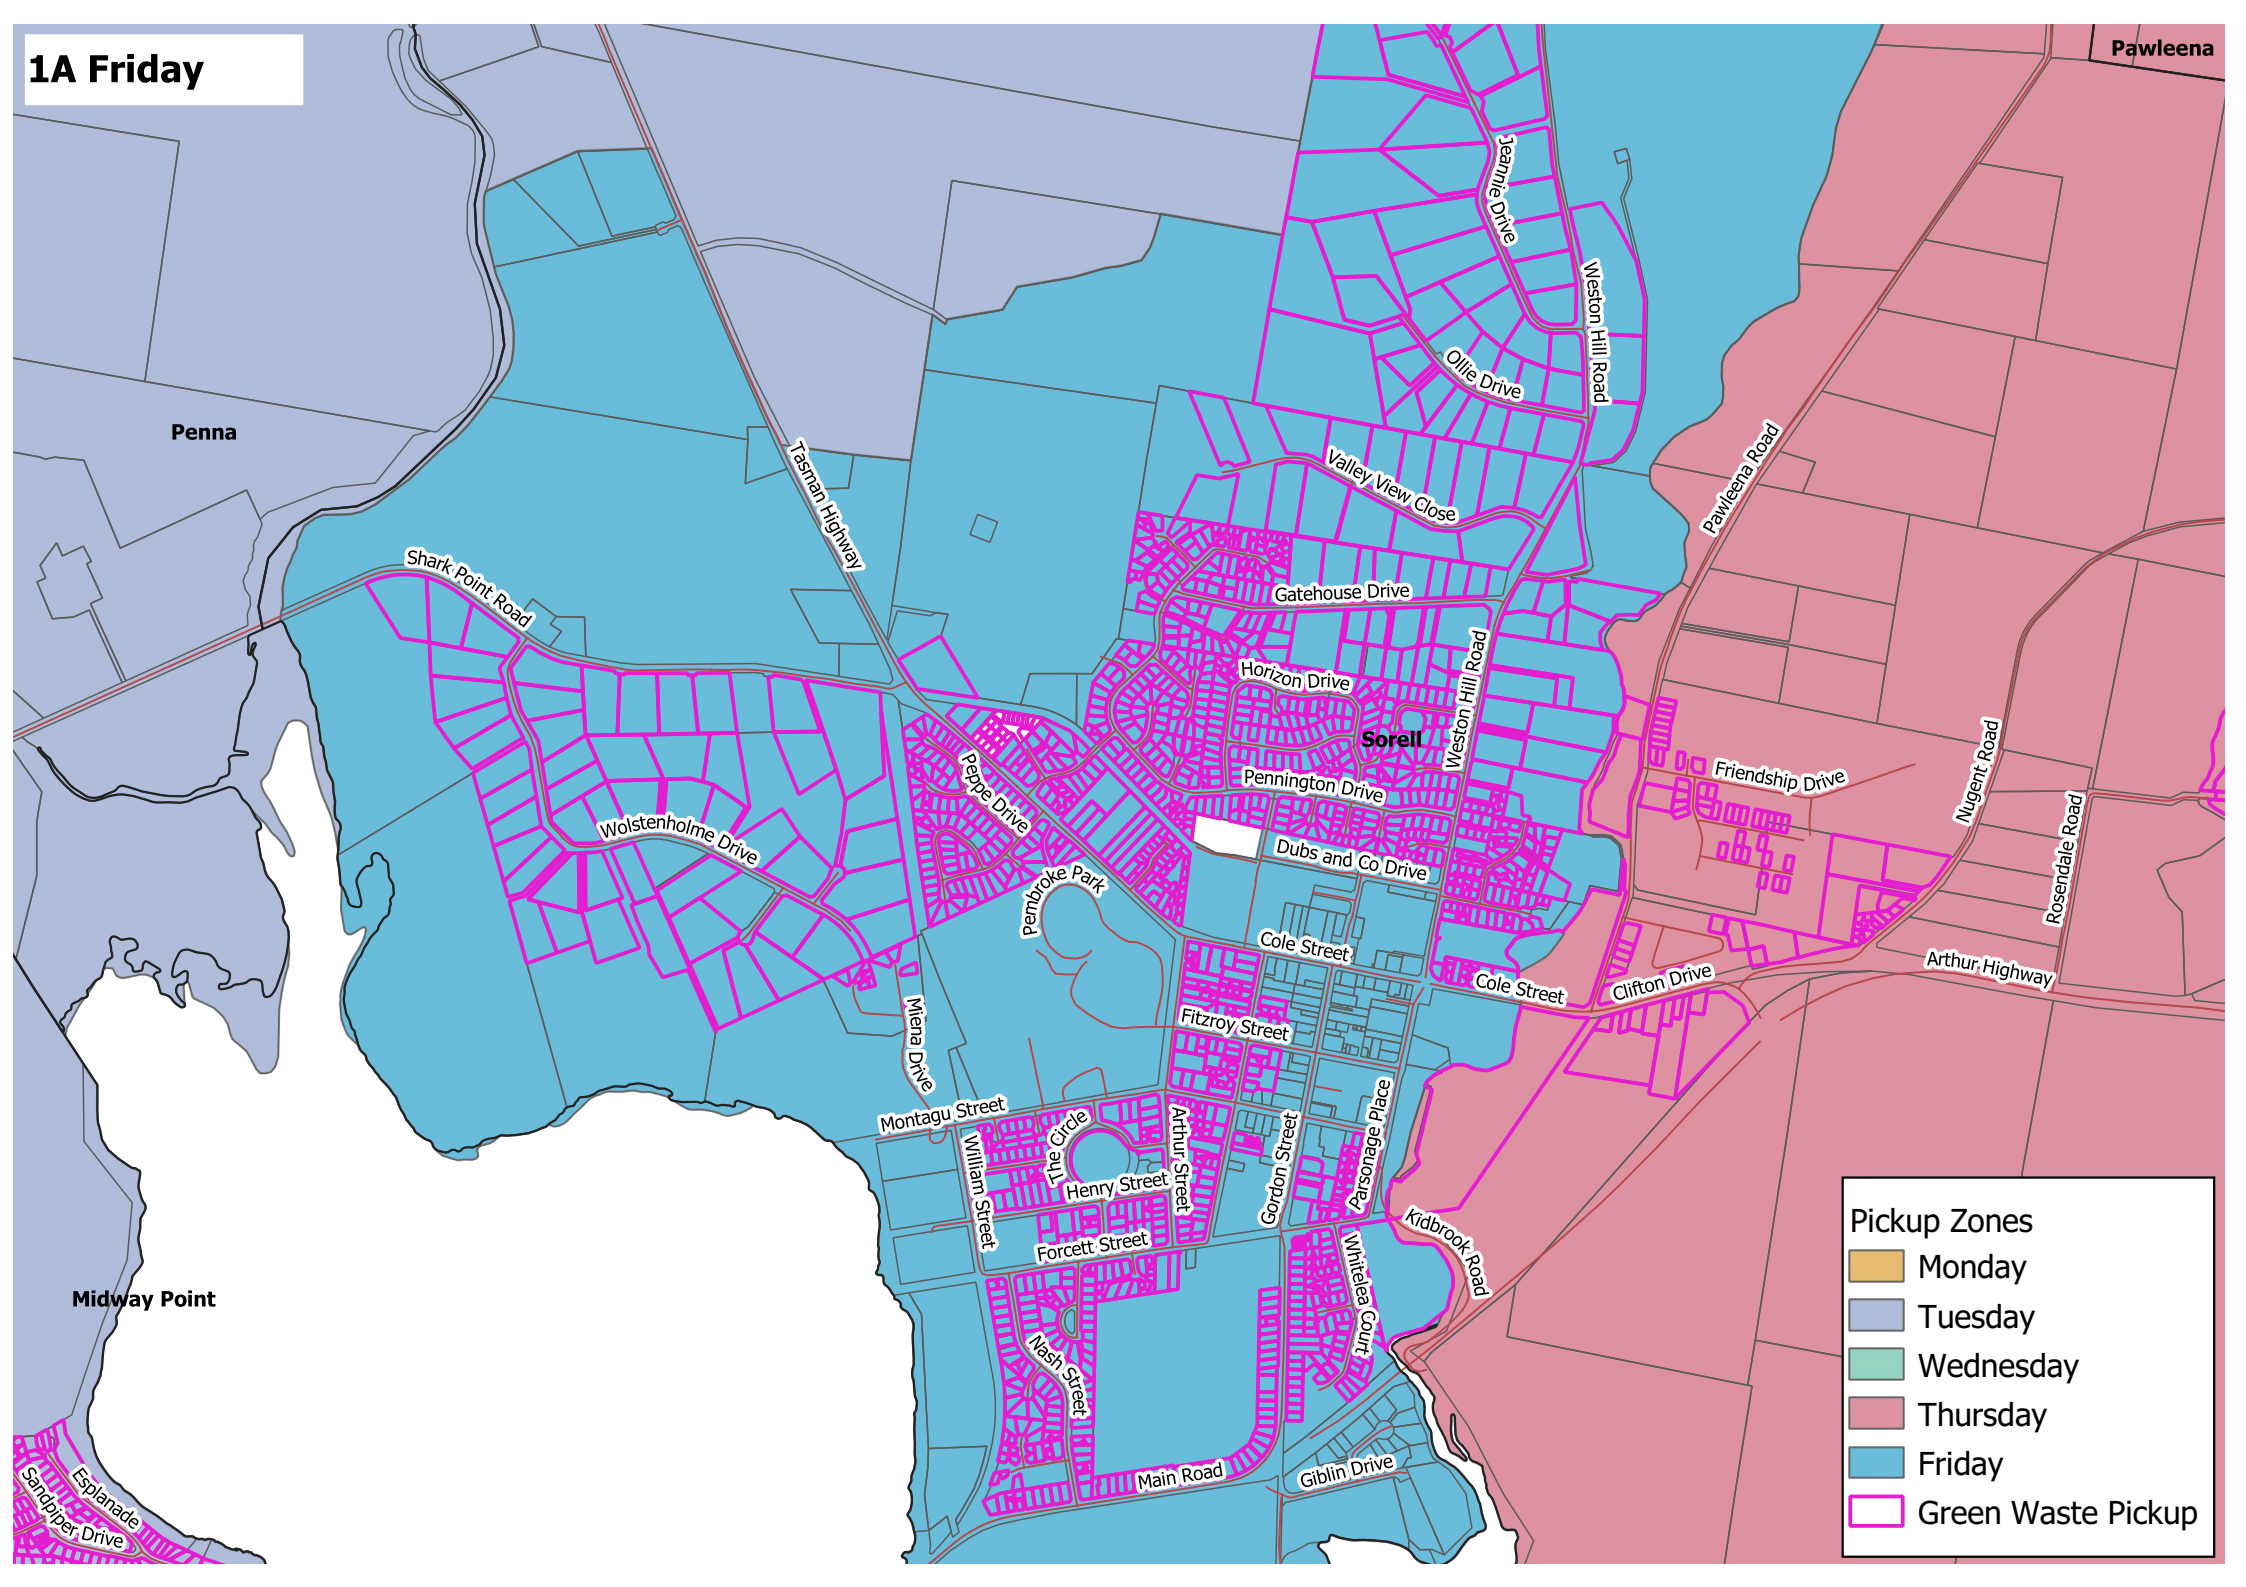 1A Friday
Pawleena
Jeannie Drive
Weston Hill Road
Ollie Drive
Penna
Tasman Highway
Pawleena Road
Valley View Close
Shark Point Road
Gatehouse Drive
Horizon Drive
Weston Hill Road
Sorell
Nugent Road
Friendship Drive
Peppe Drive
Pennington Drive
Rosendale Road
Wolstenholme Drive
Dubs and Co Drive
Pembroke Park
Cole Street
Arthur Highway
Clifton Drive
Cole Street
Miena Drive
Fitzroy Street
Montagu Street
The Circle
Arthur Street
Parsonage Place
William Street
Gordon Street
Henry Street
Kidbrook Road
Forcett Street
Whitelea Court
Midway Point
Nash Street
Main Road
Giblin Drive
Esplanade
Sandpiper Drive
Pickup Zones
Monday
Tuesday
Wednesday
Thursday
Friday
Green Waste Pickup